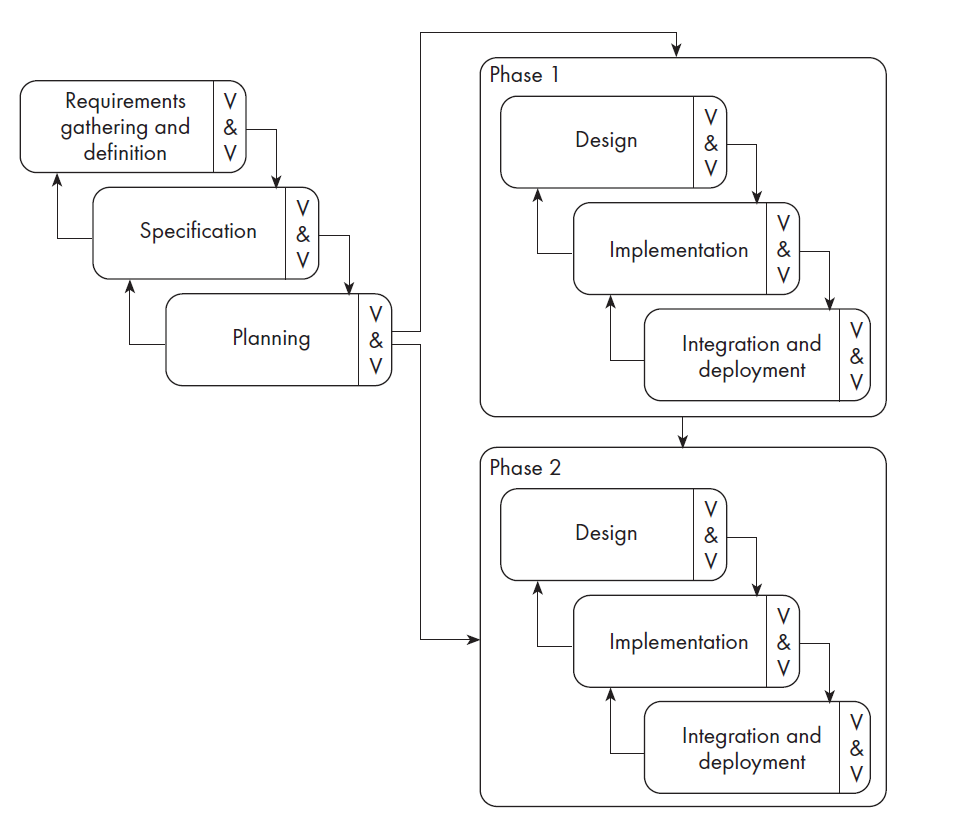 Requirements
gathering and
definition
V
&
V
Specification
V
&
V
Planning
V
&
V
Phase 1
Design
V
&
V
Implementation
V
&
V
Integration and
deployment
V
&
V
Phase 2
Design
V
&
V
Implementation
V
&
V
Integration and
deployment
V
&
V